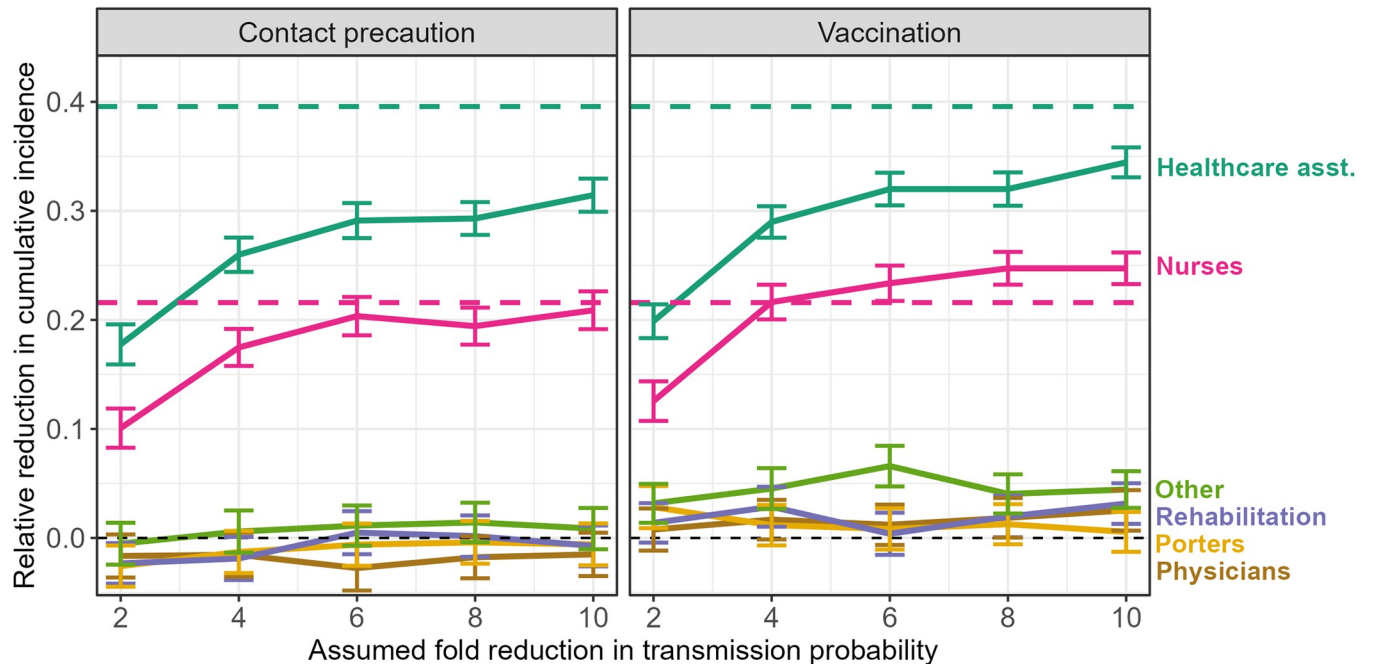 Contact precaution
Vaccination
Relative reduction in cumulative incidence
0.4
0.3
0.2
0.1
0.0
2 4 6 8 10
2 4 6 8 10
Assumed fold reduction in transmission probability
Healthcare asst.
Nurses
Other
Rehabilitation
Porters
Physicians